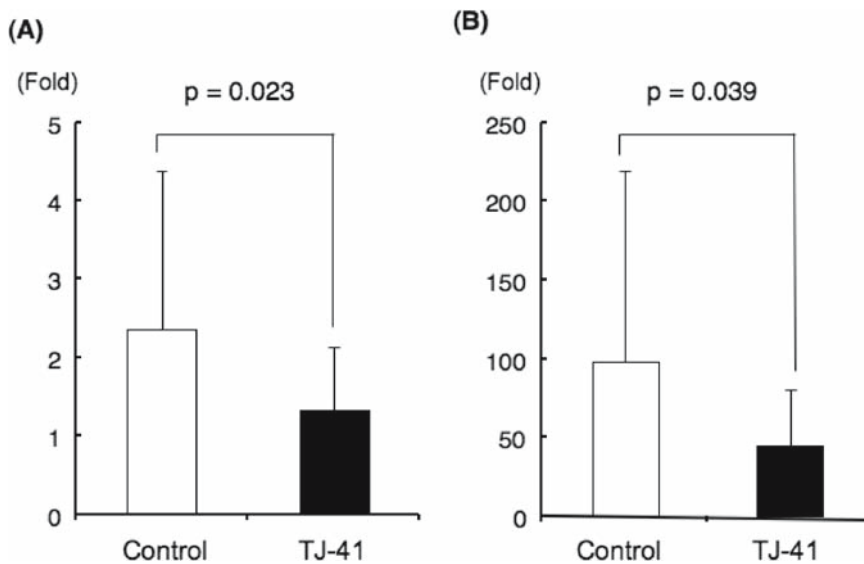 (A)
(Fold)
p = 0.023
5
4
3
2
1
0
Control TJ-41
(B)
(Fold)
p = 0.039
250
200
150
100
50
0
Control TJ-41